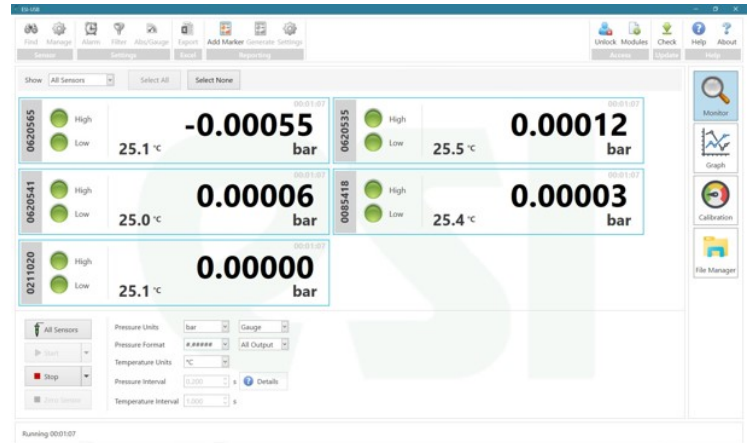 ESI-USB
Find Manage Alarm Filter Abs/Gauge Export Add Marker Generate Settings Unlock Modules Check Help About
Sensor Settings Excel Reporting Access Update Help
Show All Sensors Select All Select None
0620565 High Low 25.1 °C 00:01:07 -0.00055 bar
0620535 High Low 25.5 °C 00:01:07 0.00012 bar
0620541 High Low 25.0 °C 00:01:07 0.00006 bar
0085418 High Low 25.4 °C 00:01:07 0.00003 bar
0211020 High Low 25.1 °C 00:01:07 0.00000 bar
Monitor
Graph
Calibration
File Manager
All Sensors
Start
Stop
Zero Sensor
Pressure Units bar Gauge
Pressure Format #.##### All Output
Temperature Units °C
Pressure Interval 0.200 s Details
Temperature Interval 1.000 s
Running 00:01:07
esi